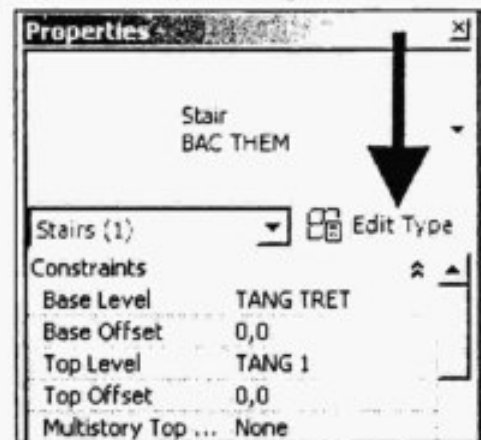 Properties
Stair
BAC THEM
Stairs (1)
Edit Type
Constraints
Base Level TANG TRET
Base Offset 0,0
Top Level TANG 1
Top Offset 0,0
Multistory Top ... None